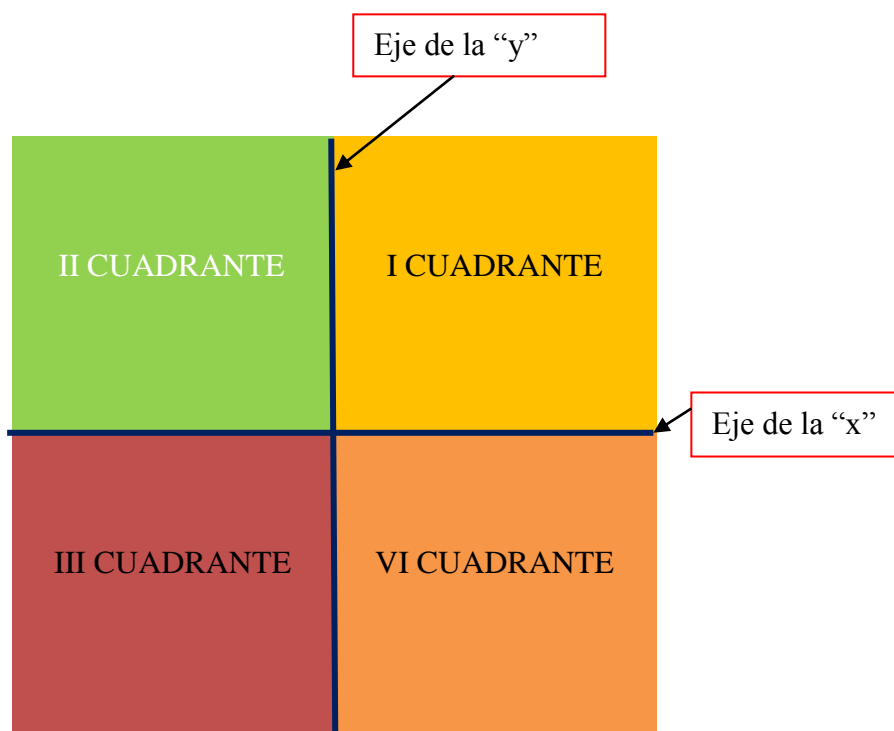 Eje de la “y”
II CUADRANTE
I CUADRANTE
Eje de la “x”
III CUADRANTE
VI CUADRANTE